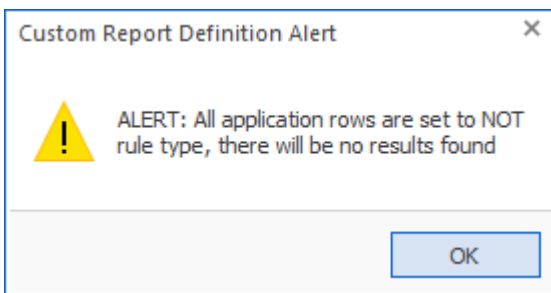 Custom Report Definition Alert
ALERT: All application rows are set to NOT
rule type, there will be no results found
OK